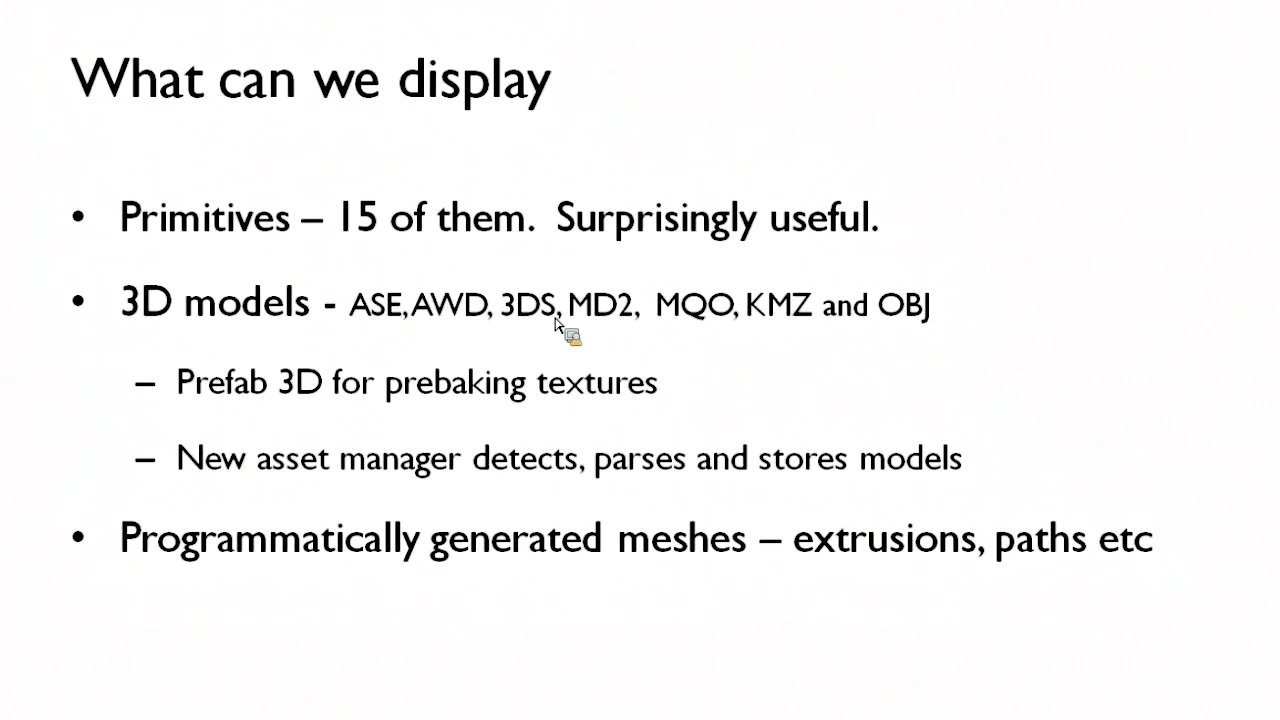 What can we display
• Primitives – 15 of them.  Surprisingly useful.
• 3D models - ASE, AWD, 3DS, MD2,  MQO, KMZ and OBJ
– Prefab 3D for prebaking textures
– New asset manager detects, parses and stores models
• Programmatically generated meshes – extrusions, paths etc